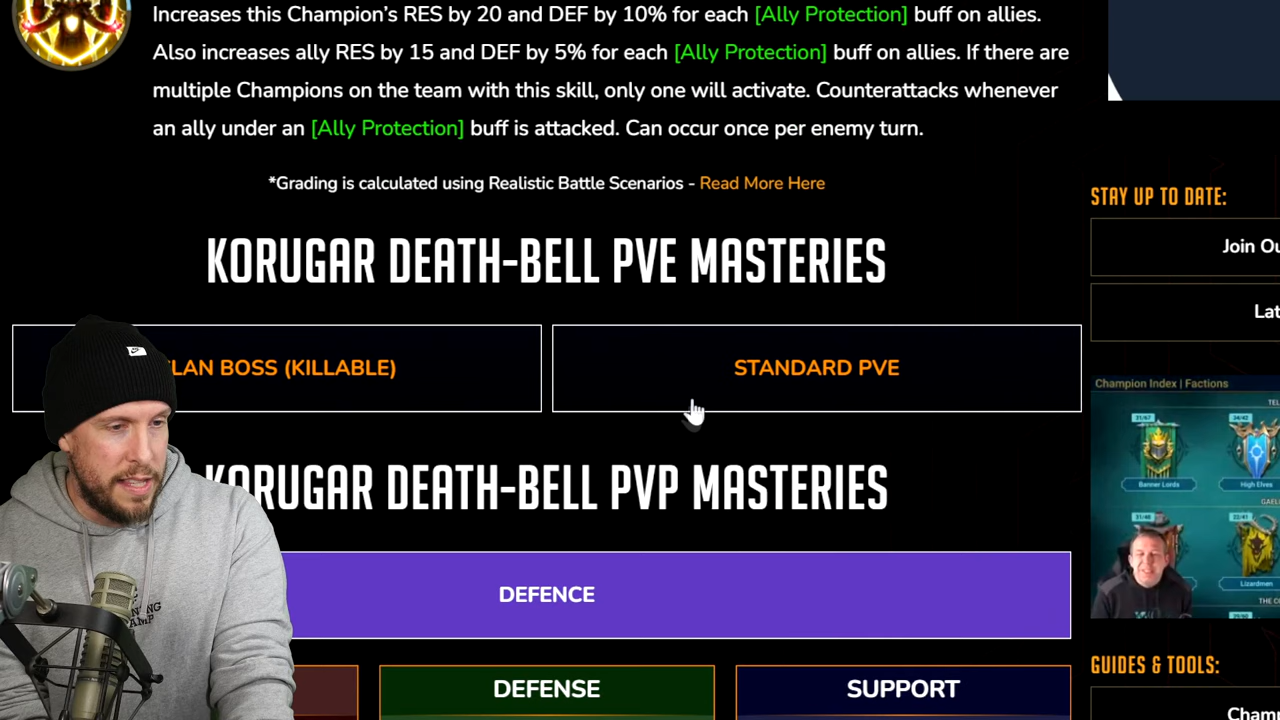 Increases this Champion's RES by 20 and DEF by 10% for each [Ally Protection] buff on allies.
Also increases ally RES by 15 and DEF by 5% for each [Ally Protection] buff on allies. If there are
multiple Champions on the team with this skill, only one will activate. Counterattacks whenever
an ally under an [Ally Protection] buff is attacked. Can occur once per enemy turn.
*Grading is calculated using Realistic Battle Scenarios - Read More Here
KORUGAR DEATH-BELL PVE MASTERIES
LAN BOSS (KILLABLE)
STANDARD PVE
KORUGAR DEATH-BELL PVP MASTERIES
DEFENCE
DEFENSE
SUPPORT
STAY UP TO DATE:
Join Ou
Lat
Champion Index | Factions
Banner Lords
High Elves
Lizardmen
GUIDES & TOOLS:
Cham